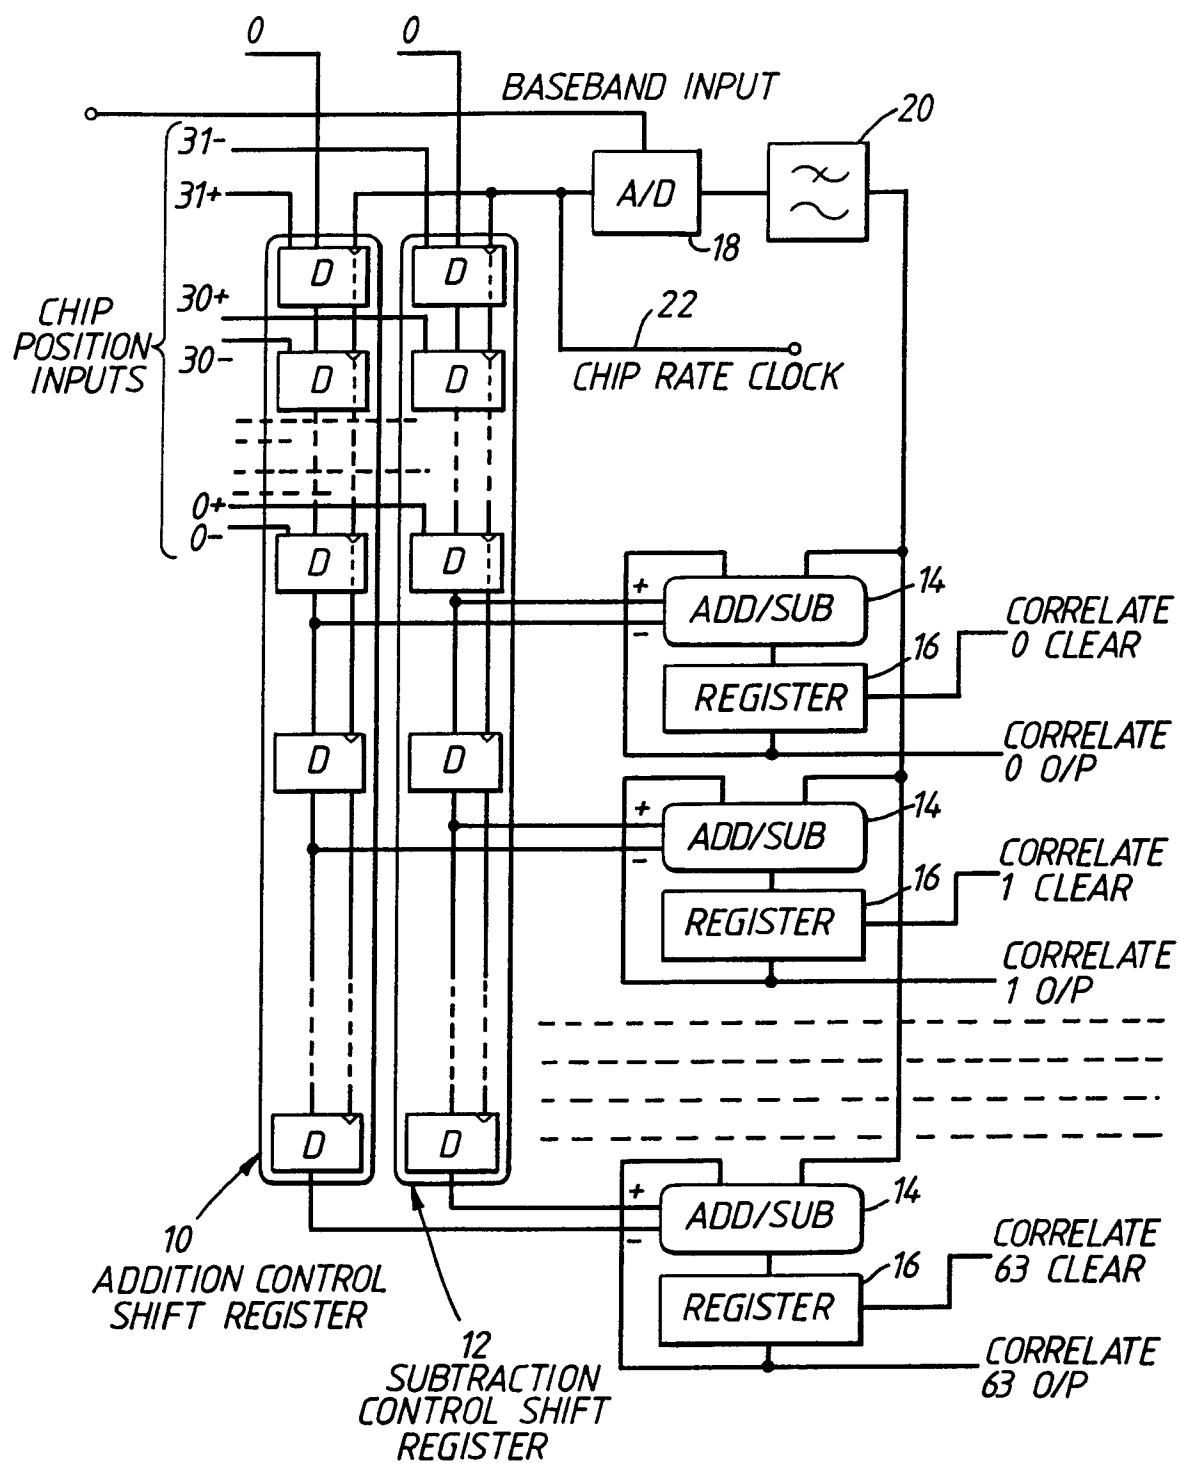 0
0
BASEBAND INPUT
20
31-
31+
A/D
18
D
D
22
CHIP RATE CLOCK
CHIP
POSITION
INPUTS
30+
30-
D
D
0+
0-
D
D
+
-
ADD/SUB
14
16
REGISTER
CORRELATE
0 CLEAR
CORRELATE
0 O/P
D
D
+
-
ADD/SUB
14
16
REGISTER
CORRELATE
1 CLEAR
CORRELATE
1 O/P
D
D
+
-
ADD/SUB
14
16
REGISTER
CORRELATE
63 CLEAR
CORRELATE
63 O/P
10
ADDITION CONTROL
SHIFT REGISTER
12
SUBTRACTION
CONTROL SHIFT
REGISTER